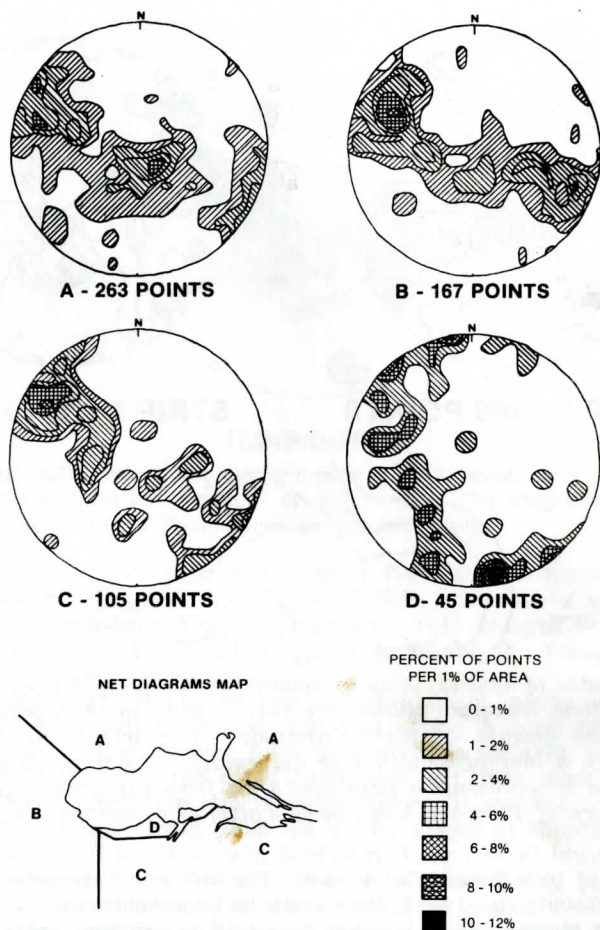 N
N
A - 263 POINTS
B - 167 POINTS
N
N
C - 105 POINTS
D- 45 POINTS
NET DIAGRAMS MAP
A
A
B
D
C
C
PERCENT OF POINTS
PER 1% OF AREA
0 - 1%
1 - 2%
2 - 4%
4 - 6%
6 - 8%
8 - 10%
10 - 12%